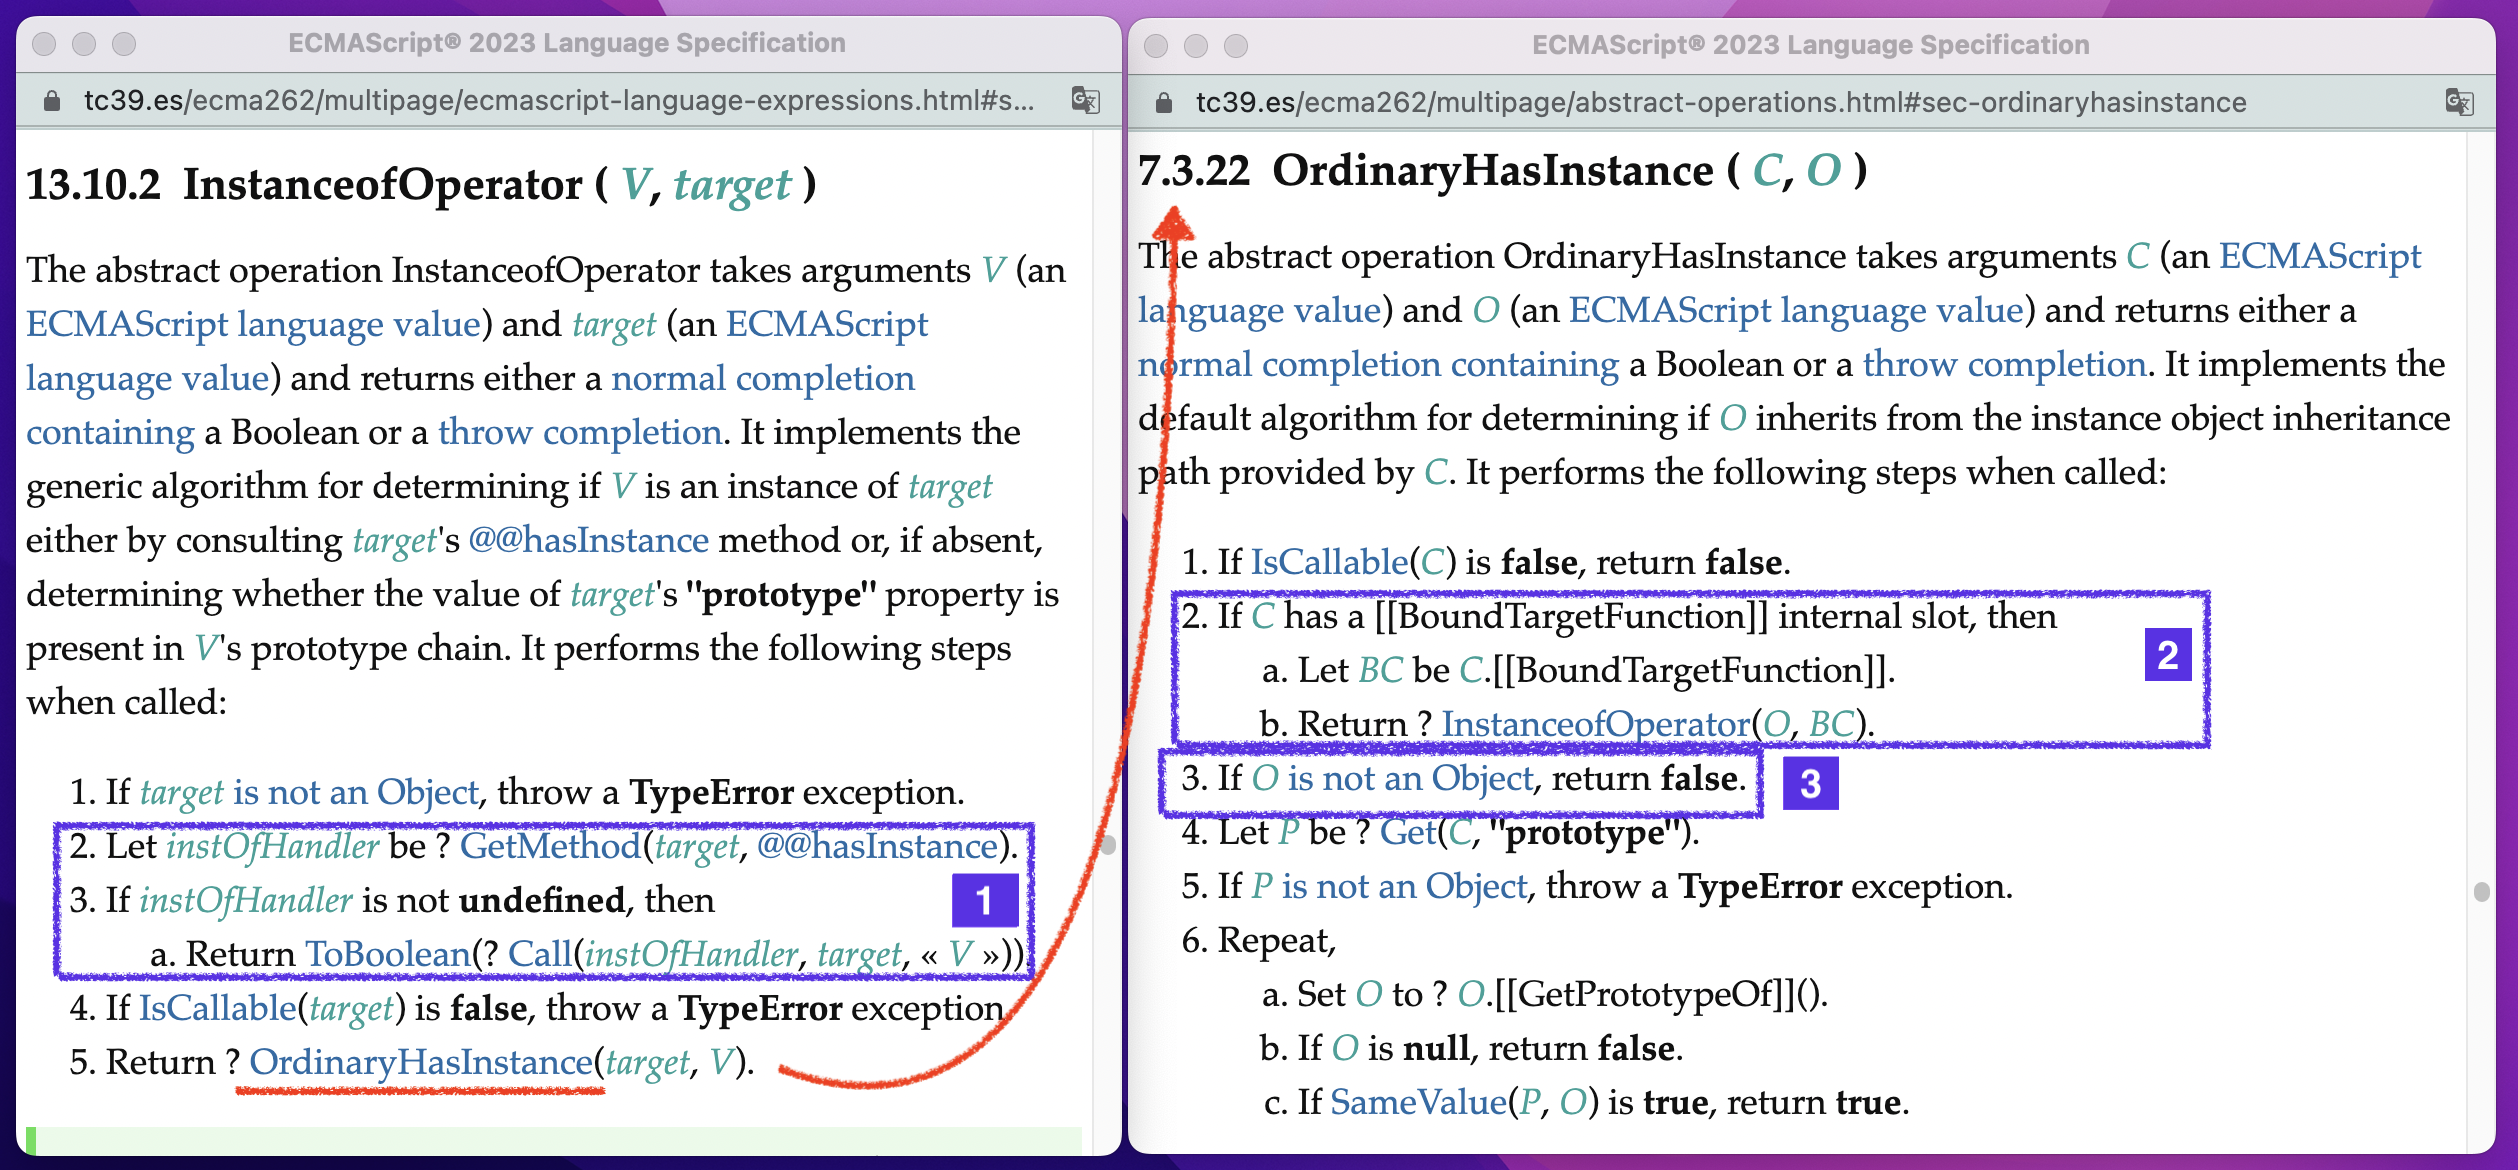 ECMAScript® 2023 Language Specification
tc39.es/ecma262/multipage/ecmascript-language-expressions.html#s...
13.10.2 InstanceofOperator ( V, target )
The abstract operation InstanceofOperator takes arguments V (an
ECMAScript language value) and target (an ECMAScript
language value) and returns either a normal completion
containing a Boolean or a throw completion. It implements the
generic algorithm for determining if V is an instance of target
either by consulting target's @@hasInstance method or, if absent,
determining whether the value of target's "prototype" property is
present in V's prototype chain. It performs the following steps
when called:
1. If target is not an Object, throw a TypeError exception.
2. Let instOfHandler be ? GetMethod(target, @@hasInstance).
3. If instOfHandler is not undefined, then
1
a. Return ToBoolean(? Call(instOfHandler, target, « V »)).
4. If IsCallable(target) is false, throw a TypeError exception.
5. Return ? OrdinaryHasInstance(target, V).
ECMAScript® 2023 Language Specification
tc39.es/ecma262/multipage/abstract-operations.html#sec-ordinaryhasinstance
7.3.22 OrdinaryHasInstance ( C, O )
The abstract operation OrdinaryHasInstance takes arguments C (an ECMAScript
language value) and O (an ECMAScript language value) and returns either a
normal completion containing a Boolean or a throw completion. It implements the
default algorithm for determining if O inherits from the instance object inheritance
path provided by C. It performs the following steps when called:
1. If IsCallable(C) is false, return false.
2. If C has a [[BoundTargetFunction]] internal slot, then
2
a. Let BC be C.[[BoundTargetFunction]].
b. Return ? InstanceofOperator(O, BC).
3. If O is not an Object, return false.
3
4. Let P be ? Get(C, "prototype").
5. If P is not an Object, throw a TypeError exception.
6. Repeat,
a. Set O to ? O.[[GetPrototypeOf]]().
b. If O is null, return false.
c. If SameValue(P, O) is true, return true.